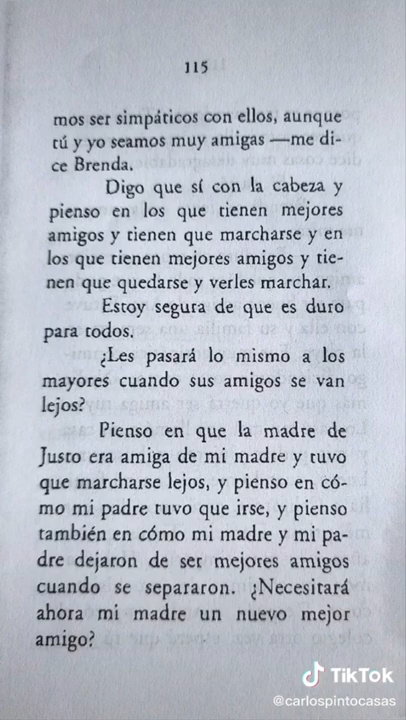 115
mos ser simpáticos con ellos, aunque
tú y yo seamos muy amigas —me di-
ce Brenda.
Digo que sí con la cabeza y
pienso en los que tienen mejores
amigos y tienen que marcharse y en
los que tienen mejores amigos y tie-
nen que quedarse y verles marchar.
Estoy segura de que es duro
para todos.
¿Les pasará lo mismo a los
mayores cuando sus amigos se van
lejos?
Pienso en que la madre de
Justo era amiga de mi madre y tuvo
que marcharse lejos, y pienso en có-
mo mi padre tuvo que irse, y pienso
también en cómo mi madre y mi pa-
dre dejaron de ser mejores amigos
cuando se separaron. ¿Necesitará
ahora mi madre un nuevo mejor
amigo?
TikTok
@carlospintocasas